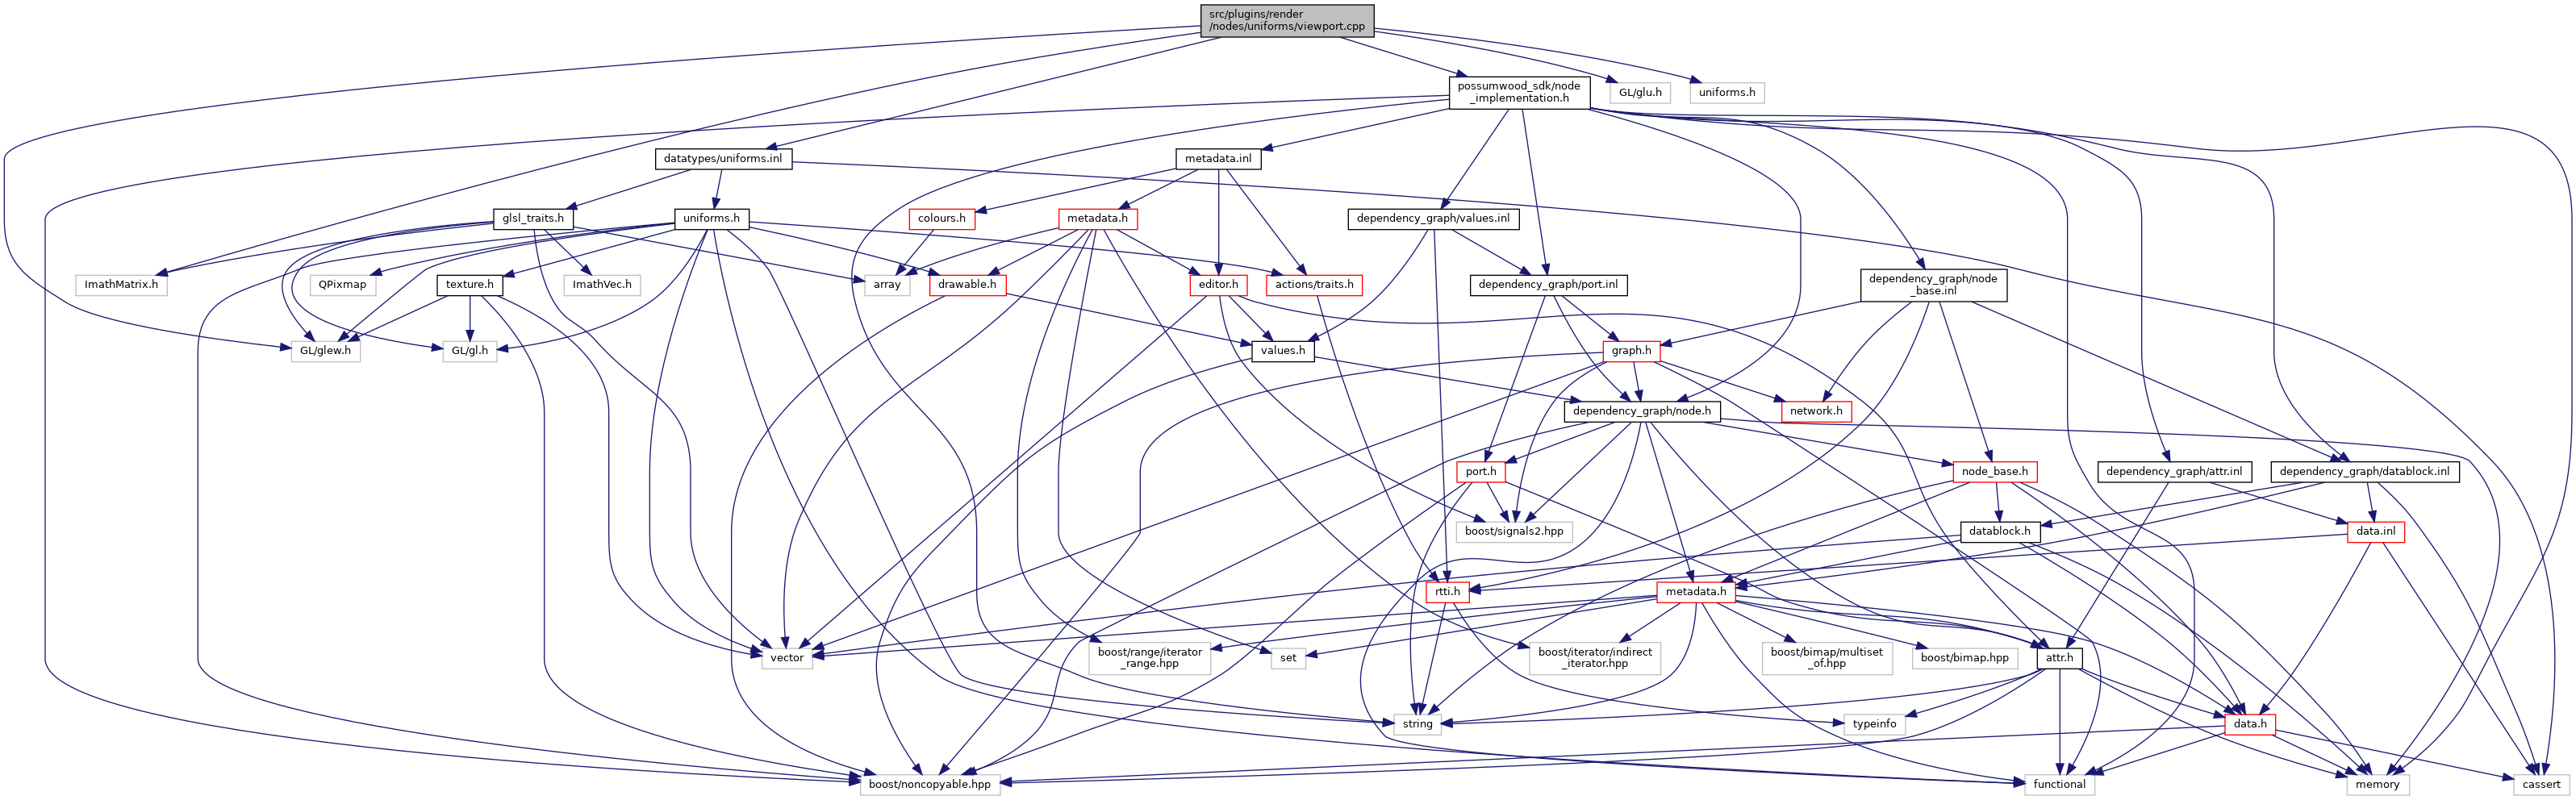 src/plugins/render
/nodes/uniforms/viewport.cpp
possumwood_sdk/node
_implementation.h
GL/glu.h
uniforms.h
datatypes/uniforms.inl
metadata.inl
glsl_traits.h
uniforms.h
colours.h
metadata.h
dependency_graph/values.inl
ImathMatrix.h
QPixmap
texture.h
ImathVec.h
array
drawable.h
editor.h
actions/traits.h
dependency_graph/port.inl
dependency_graph/node
_base.inl
GL/glew.h
GL/gl.h
values.h
graph.h
dependency_graph/node.h
network.h
port.h
node_base.h
dependency_graph/attr.inl
dependency_graph/datablock.inl
boost/signals2.hpp
datablock.h
data.inl
rtti.h
metadata.h
vector
boost/range/iterator
_range.hpp
set
boost/iterator/indirect
_iterator.hpp
boost/bimap/multiset
_of.hpp
boost/bimap.hpp
attr.h
string
typeinfo
data.h
boost/noncopyable.hpp
functional
memory
cassert